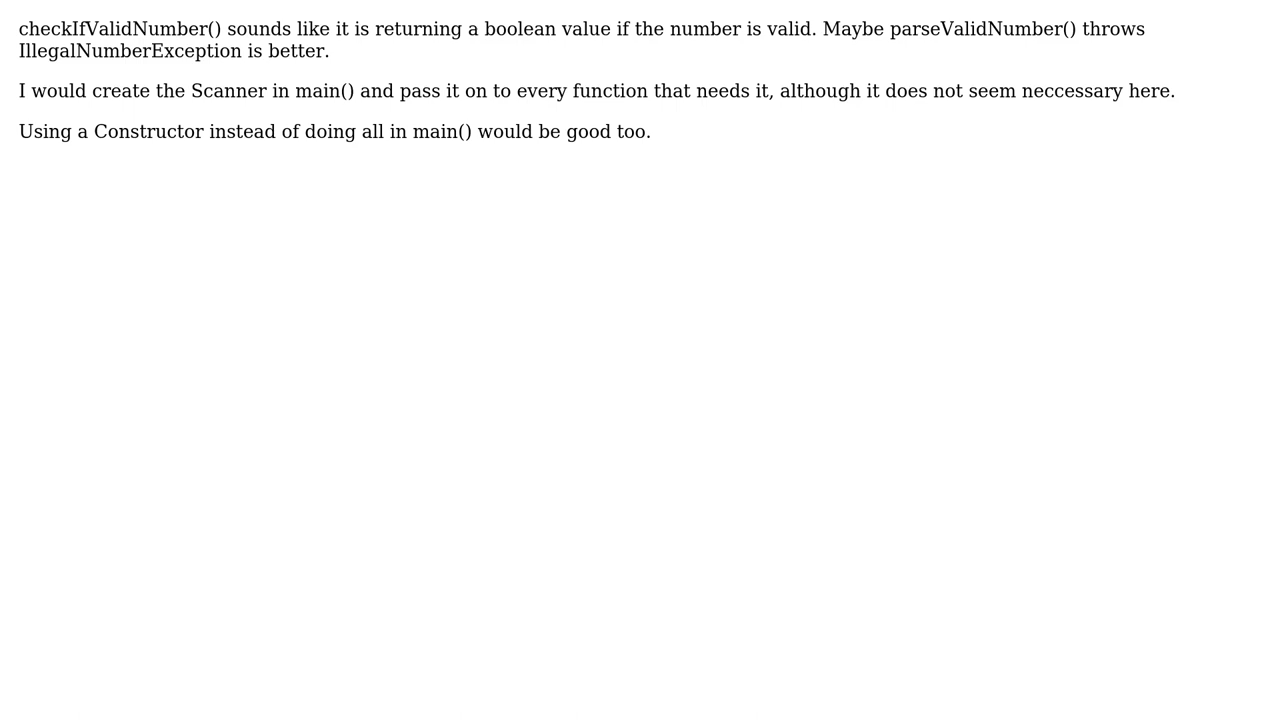 checkIfValidNumber() sounds like it is returning a boolean value if the number is valid. Maybe parseValidNumber() throws
IllegalNumberException is better.
I would create the Scanner in main() and pass it on to every function that needs it, although it does not seem neccessary here.
Using a Constructor instead of doing all in main() would be good too.